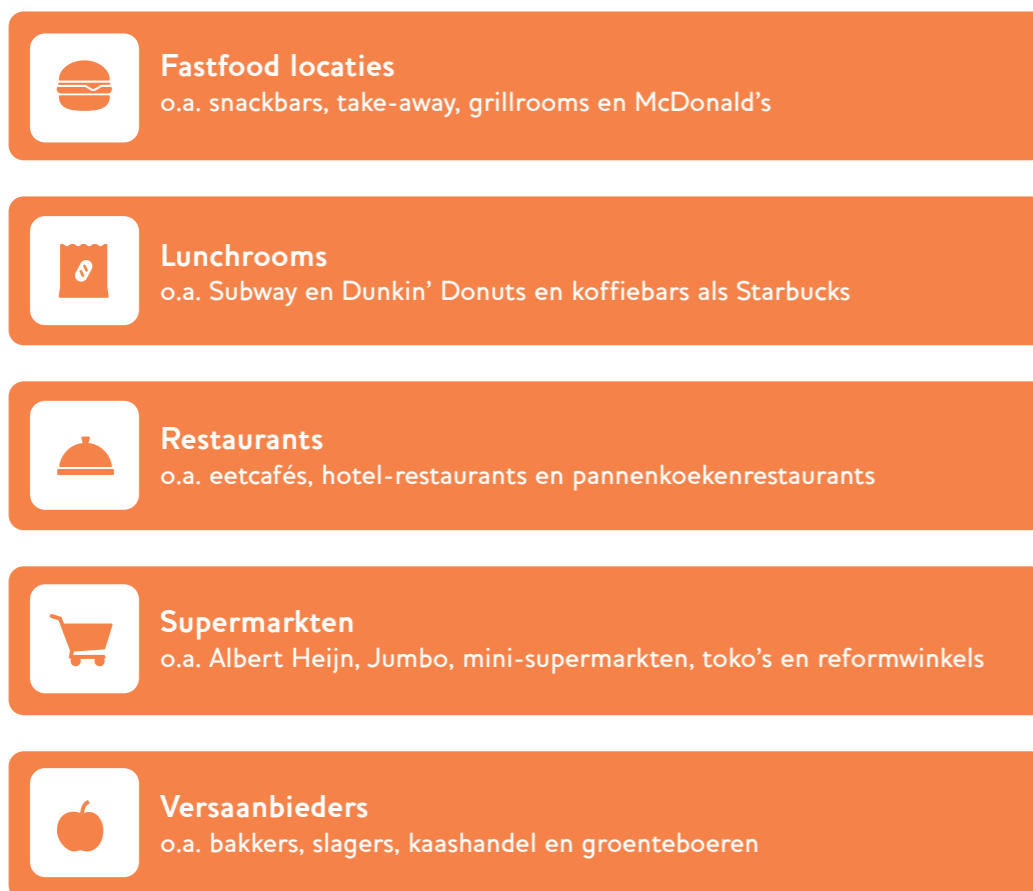 Fastfood locaties
o.a. snackbars, take-away, grillrooms en McDonald’s
Lunchrooms
o.a. Subway en Dunkin’ Donuts en koffiebars als Starbucks
Restaurants
o.a. eetcafés, hotel-restaurants en pannenkoekenrestaurants
Supermarkten
o.a. Albert Heijn, Jumbo, mini-supermarkten, toko’s en reformwinkels
Versaanbieders
o.a. bakkers, slagers, kaashandel en groenteboeren